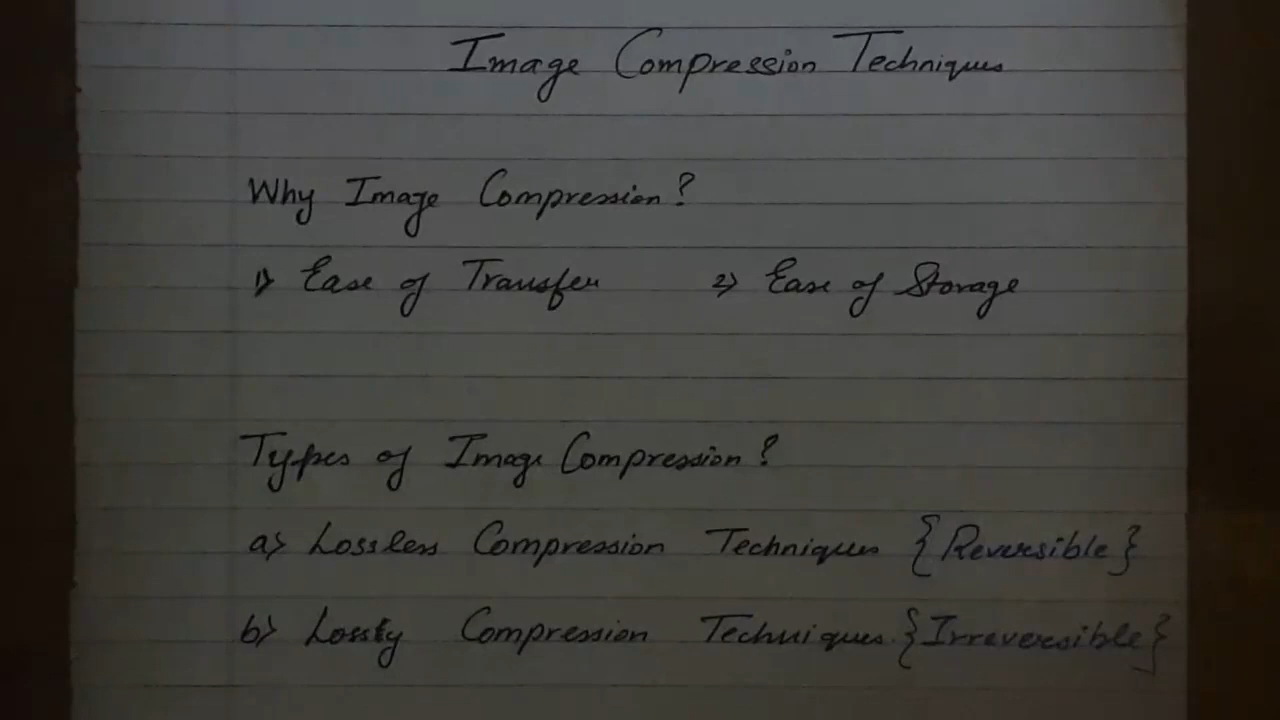 Image Compression Techniques
Why Image Compression?
1> Ease of Transfer 2> Ease of Storage
Types of Image Compression?
a> Lossless Compression Techniques {Reversible}
b> Lossy Compression Techniques. {Irreversible}